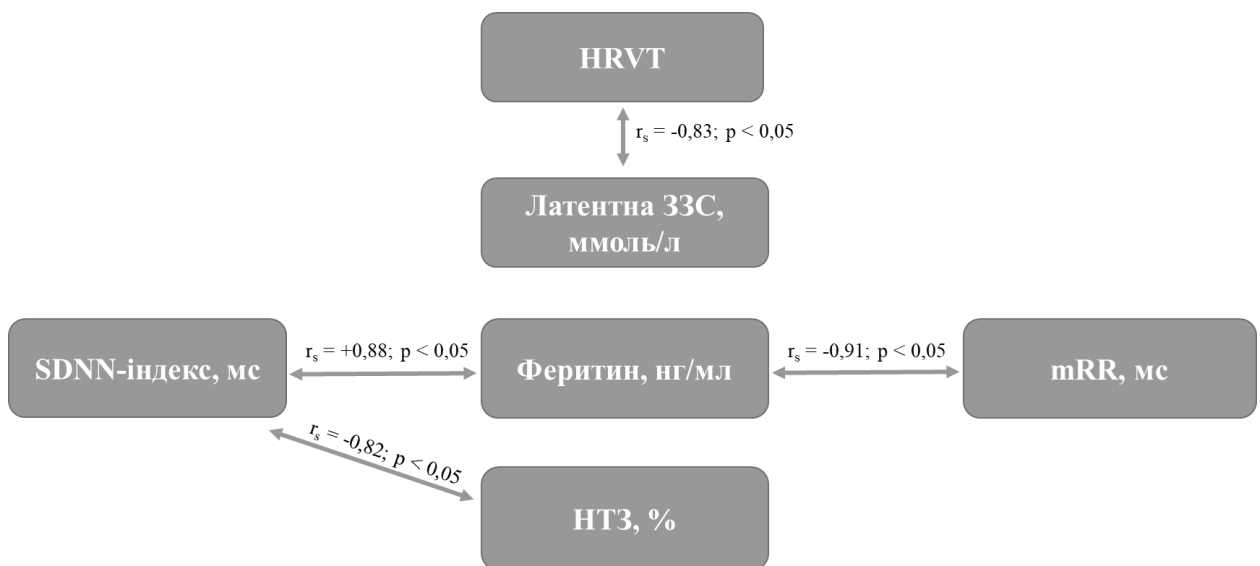 HRVT
rₛ = -0,83; p < 0,05
Латентна ЗЗС,
ммоль/л
SDNN-індекс, мс
rₛ = +0,88; p < 0,05
Феритин, нг/мл
rₛ = -0,91; p < 0,05
mRR, мс
rₛ = -0,82; p < 0,05
НТЗ, %